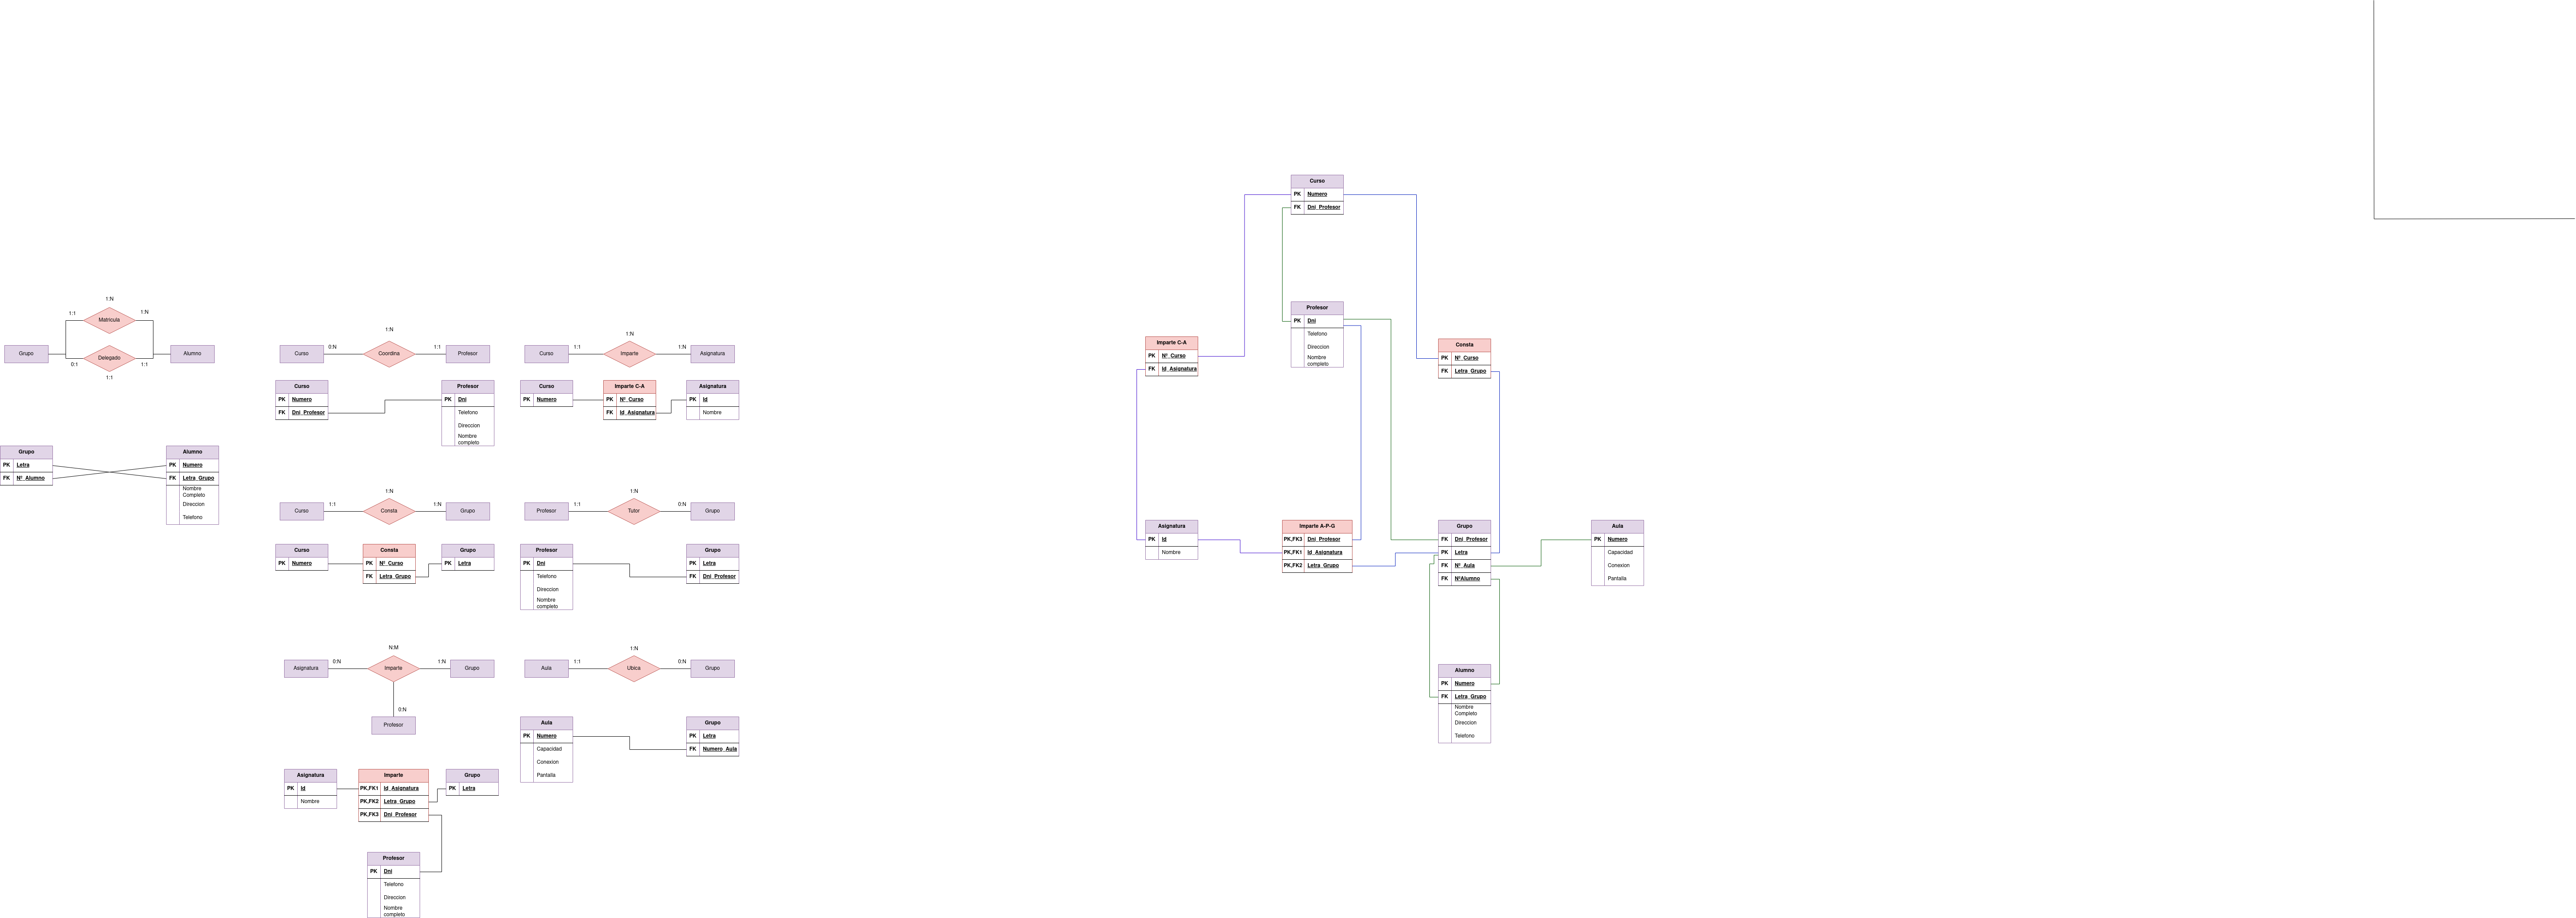 1:N
1:1
Matricula
1:N
Grupo
Alumno
0:1
Delegado
1:1
1:1
Grupo
PK Letra
FK Nº_Alumno
Alumno
PK Numero
FK Letra_Grupo
Nombre
Completo
Direccion
Telefono
1:N
Curso
0:N
Coordina
1:1
Profesor
Curso
PK Numero
FK Dni_Profesor
Profesor
PK Dni
Telefono
Direccion
Nombre
completo
1:N
Curso
1:1
Imparte
1:N
Asignatura
Curso
PK Numero
Imparte C-A
PK Nº_Curso
FK Id_Asignatura
Asignatura
PK Id
Nombre
1:N
Curso
1:1
Consta
1:N
Grupo
Curso
PK Numero
Consta
PK Nº_Curso
FK Letra_Grupo
Grupo
PK Letra
1:N
Profesor
1:1
Tutor
0:N
Grupo
Profesor
PK Dni
Telefono
Direccion
Nombre
completo
Grupo
PK Letra
FK Dni_Profesor
N:M
Asignatura
0:N
Imparte
1:N
Grupo
0:N
Profesor
Asignatura
PK Id
Nombre
Imparte
PK,FK1 Id_Asignatura
PK,FK2 Letra_Grupo
PK,FK3 Dni_Profesor
Grupo
PK Letra
Profesor
PK Dni
Telefono
Direccion
Nombre
completo
1:N
Aula
1:1
Ubica
0:N
Grupo
Aula
PK Numero
Capacidad
Conexion
Pantalla
Grupo
PK Letra
FK Numero_Aula
Curso
PK Numero
FK Dni_Profesor
Profesor
PK Dni
Telefono
Direccion
Nombre
completo
Imparte C-A
PK Nº_Curso
FK Id_Asignatura
Consta
PK Nº_Curso
FK Letra_Grupo
Asignatura
PK Id
Nombre
Imparte A-P-G
PK,FK3 Dni_Profesor
PK,FK1 Id_Asignatura
PK,FK2 Letra_Grupo
Grupo
FK Dni_Profesor
PK Letra
FK Nº_Aula
FK NºAlumno
Aula
PK Numero
Capacidad
Conexion
Pantalla
Alumno
PK Numero
FK Letra_Grupo
Nombre
Completo
Direccion
Telefono